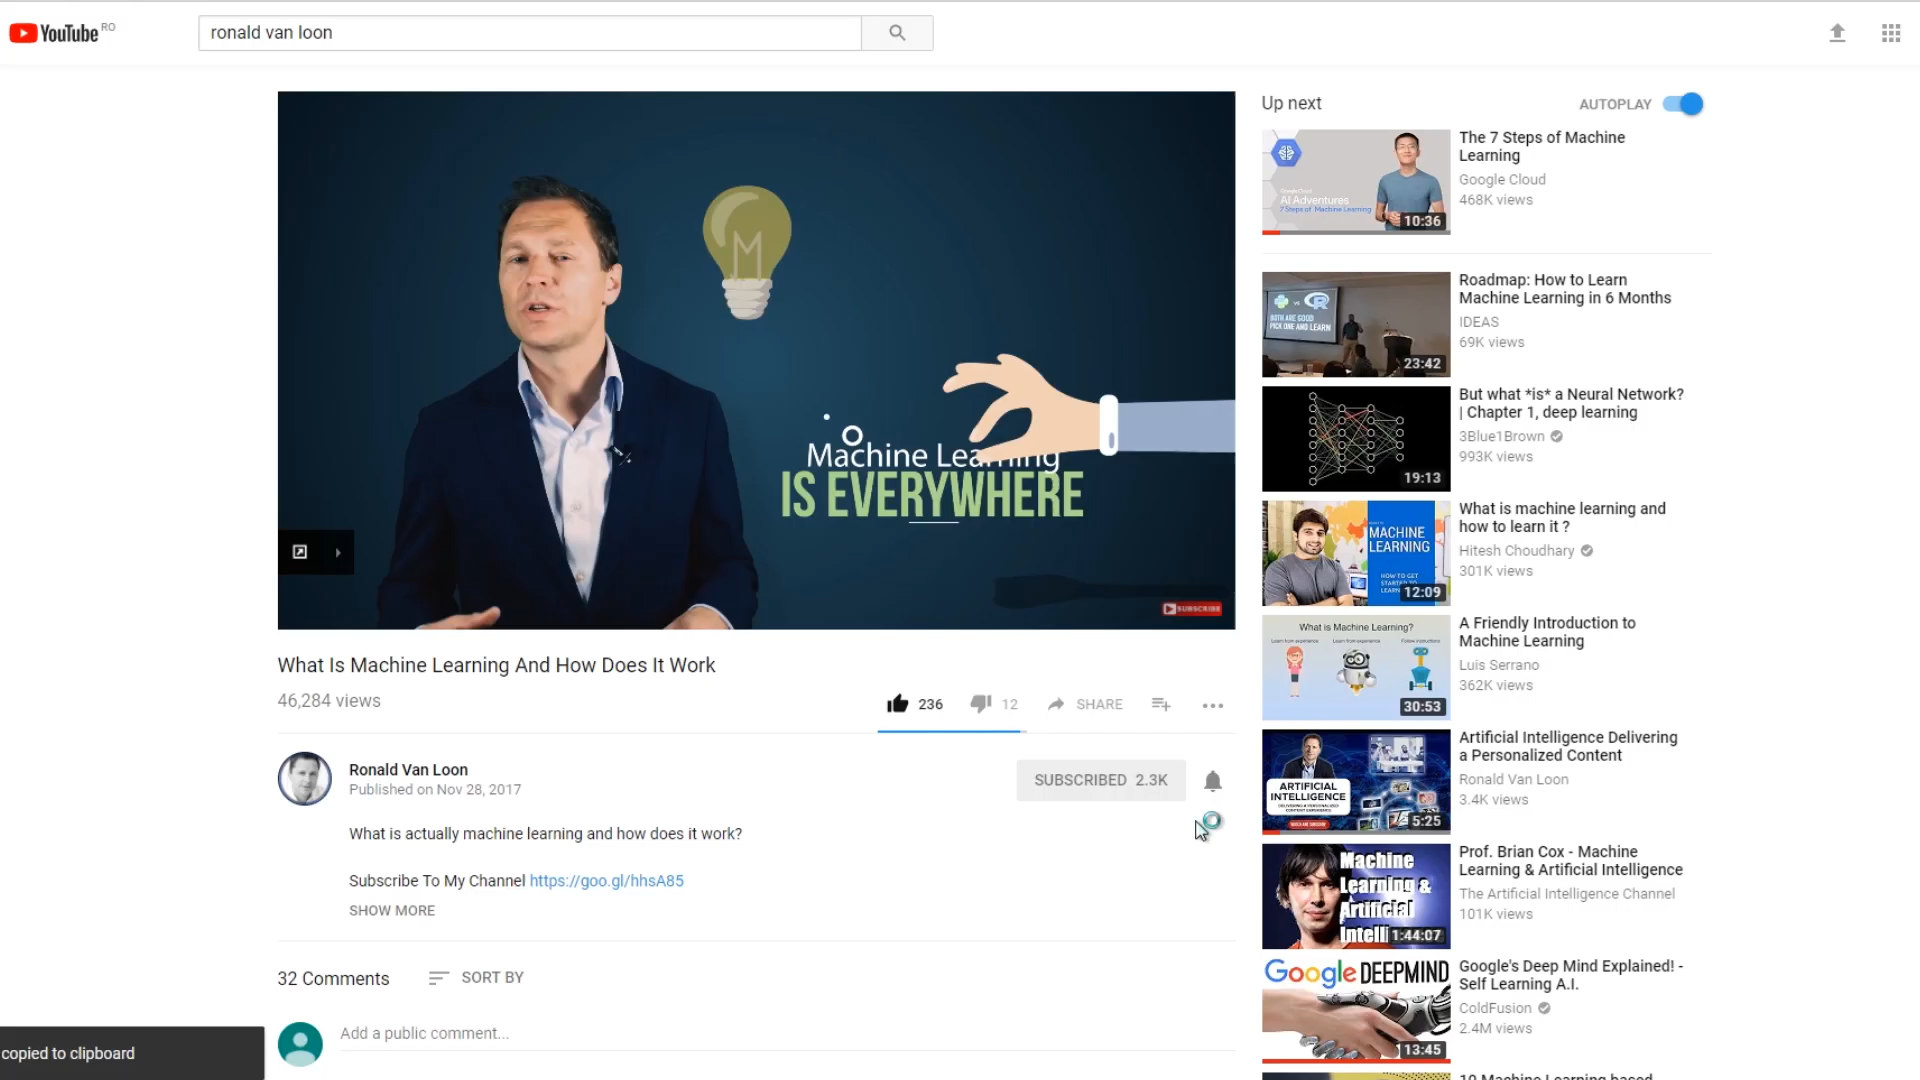 YouTube RO
ronald van loon
M
Machine Learning
IS EVERYWHERE
SUBSCRIBE
What Is Machine Learning And How Does It Work
46,284 views
236
12
SHARE
Ronald Van Loon
Published on Nov 28, 2017
SUBSCRIBED 2.3K
What is actually machine learning and how does it work?
Subscribe To My Channel https://goo.gl/hhsA85
SHOW MORE
32 Comments
SORT BY
Add a public comment...
copied to clipboard
Up next
AUTOPLAY
Google Cloud
AI Adventures
7 Steps of Machine Learning
10:36
The 7 Steps of Machine
Learning
Google Cloud
468K views
VS R
BOTH ARE GOOD
PICK ONE AND LEARN
23:42
Roadmap: How to Learn
Machine Learning in 6 Months
IDEAS
69K views
19:13
But what *is* a Neural Network?
| Chapter 1, deep learning
3Blue1Brown
993K views
MACHINE
LEARNING
HOW TO GET
STARTED TO
LEARN
12:09
What is machine learning and
how to learn it ?
Hitesh Choudhary
301K views
What is Machine Learning?
Learn from experience
Learn from experience
Follow instructions
30:53
A Friendly Introduction to
Machine Learning
Luis Serrano
362K views
ARTIFICIAL
INTELLIGENCE
DELIVERING
A PERSONALIZED
CONTENT EXPERIENCE
5:25
Artificial Intelligence Delivering
a Personalized Content
Ronald Van Loon
3.4K views
Machine
Learning &
Artificial
Intelli
1:44:07
Prof. Brian Cox - Machine
Learning & Artificial Intelligence
The Artificial Intelligence Channel
101K views
Google DEEPMIND
13:45
Google's Deep Mind Explained! -
Self Learning A.I.
ColdFusion
2.4M views
10 Machine Learning based